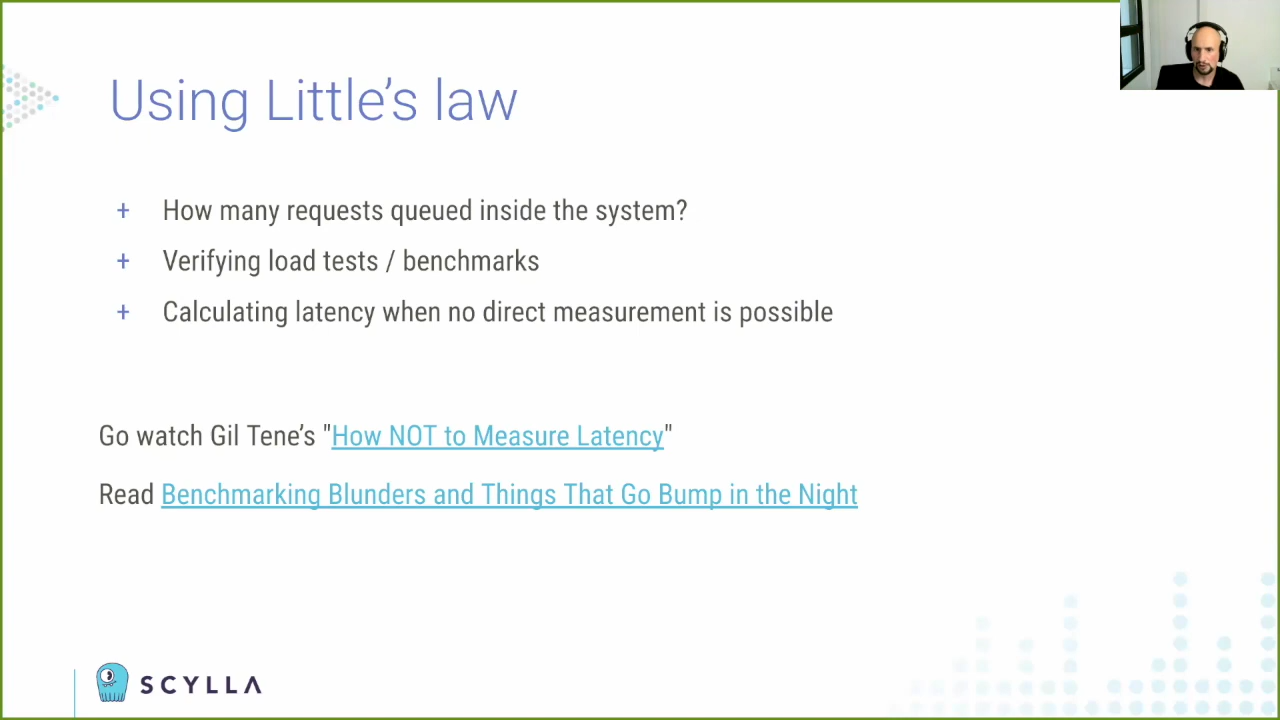 Using Little's law
+ How many requests queued inside the system?
+ Verifying load tests / benchmarks
+ Calculating latency when no direct measurement is possible
Go watch Gil Tene’s "How NOT to Measure Latency"
Read Benchmarking Blunders and Things That Go Bump in the Night
SCYLLA